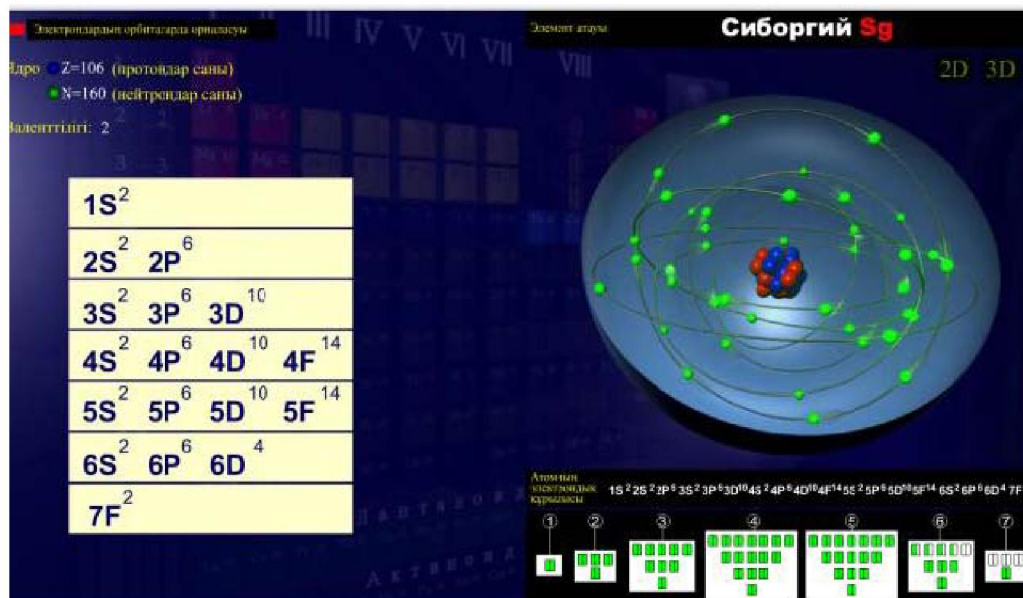 Электрондардың орбиталарда орналасуы
Ядро Z=106 (протондар саны)
N=160 (нейтрондар саны)
Валенттілігі: 2
1S²
2S² 2P⁶
3S² 3P⁶ 3D¹⁰
4S² 4P⁶ 4D¹⁰ 4F¹⁴
5S² 5P⁶ 5D¹⁰ 5F¹⁴
6S² 6P⁶ 6D⁴
7F²
III IV V VI VII VIII
Лантаноид
Актиноид
Элемент атауы
Сиборгий Sg
2D 3D
Атомның электрондық құрылысы
1S² 2S² 2P⁶ 3S² 3P⁶ 3D¹⁰ 4S² 4P⁶ 4D¹⁰ 4F¹⁴ 5S² 5P⁶ 5D¹⁰ 5F¹⁴ 6S² 6P⁶ 6D⁴ 7F
① ② ③ ④ ⑤ ⑥ ⑦